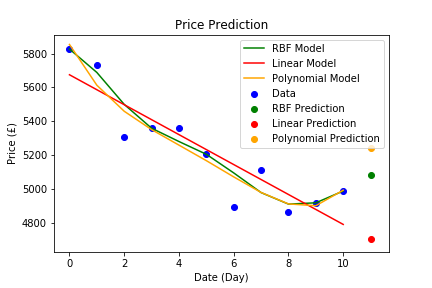 Price Prediction
RBF Model
Linear Model
Polynomial Model
Data
RBF Prediction
Linear Prediction
Polynomial Prediction
Price (£)
5800
5600
5400
5200
5000
4800
0 2 4 6 8 10
Date (Day)